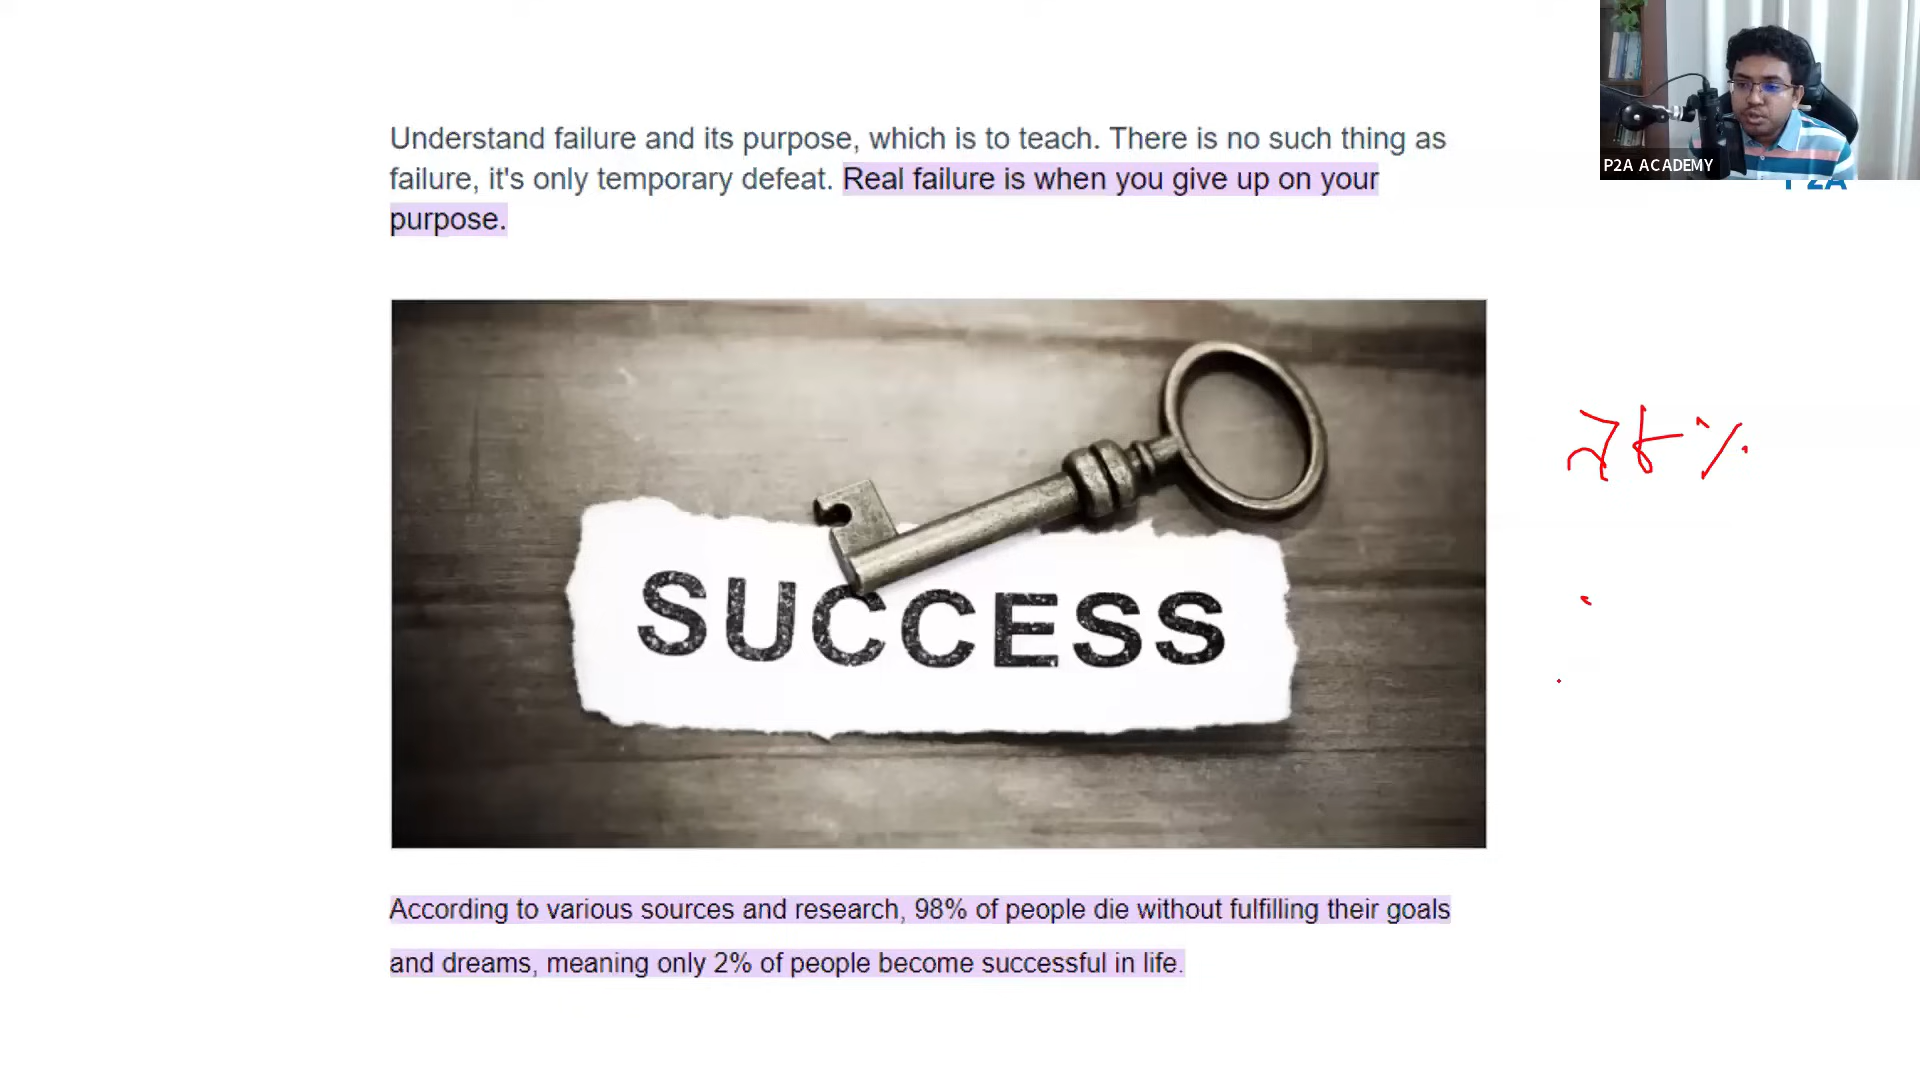 Understand failure and its purpose, which is to teach. There is no such thing as
failure, it's only temporary defeat. Real failure is when you give up on your
purpose.
P2A ACADEMY
P2A
SUCCESS
৯৮%
According to various sources and research, 98% of people die without fulfilling their goals
and dreams, meaning only 2% of people become successful in life.